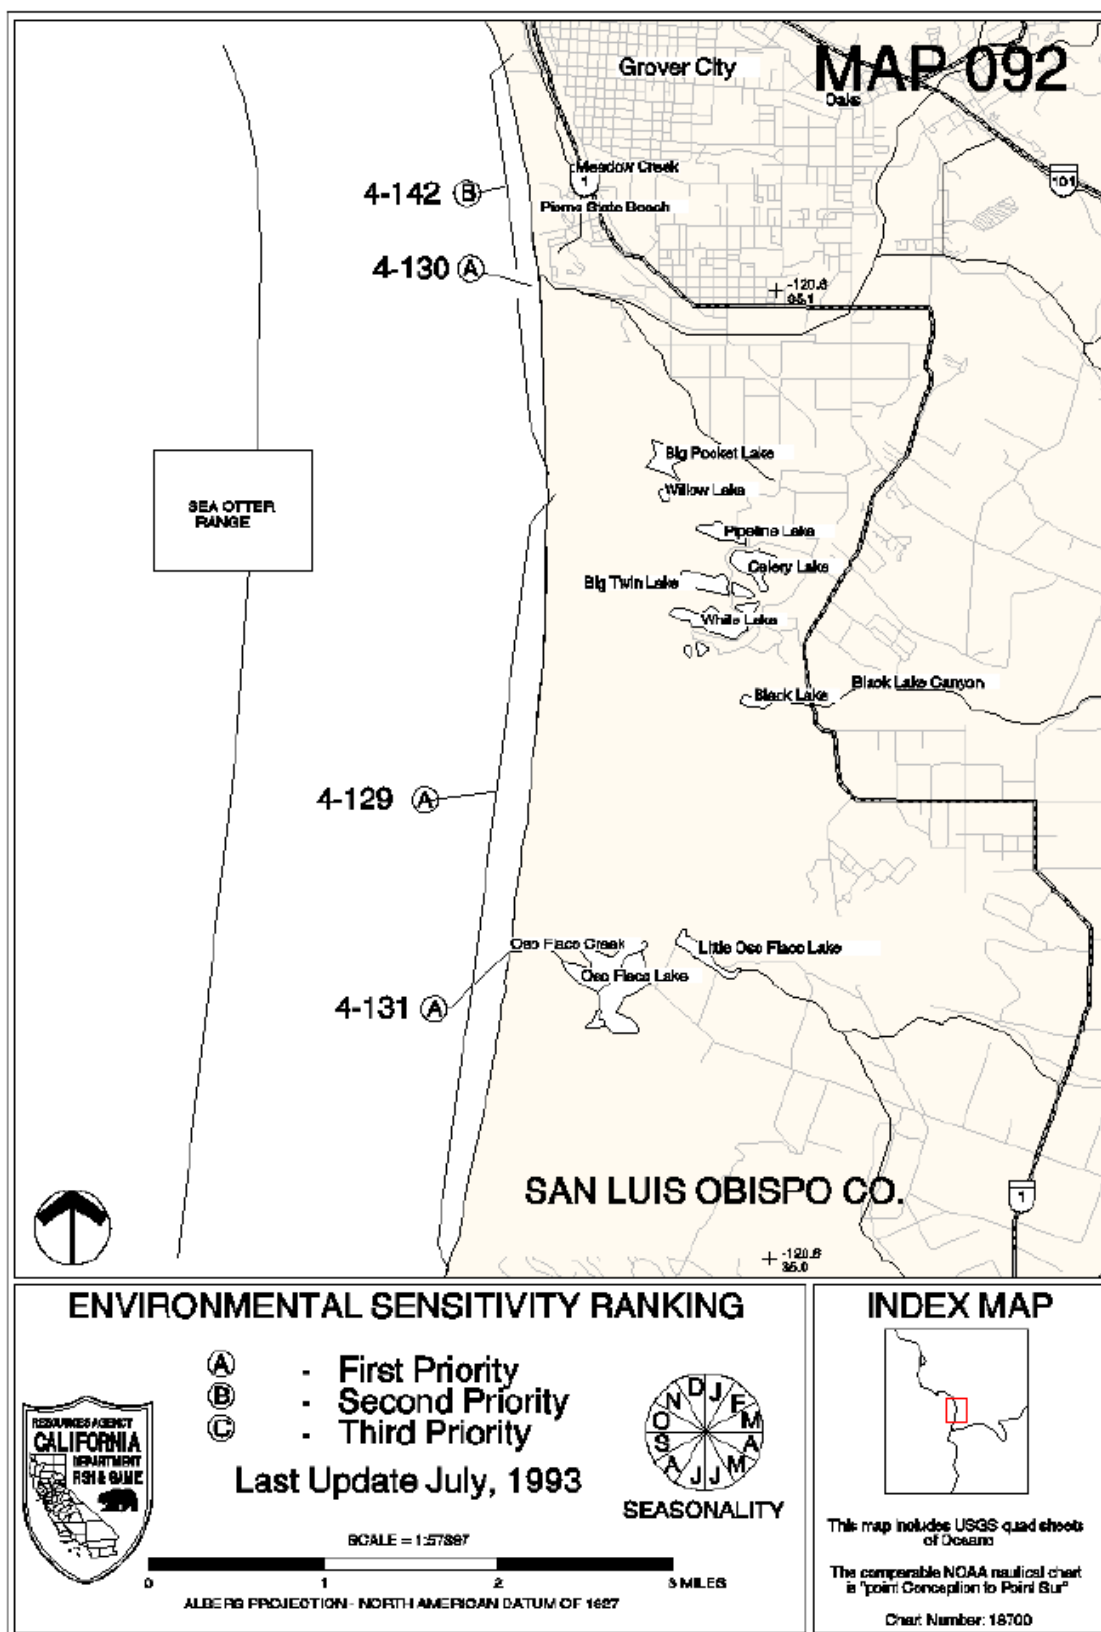 MAP 092
Grover City
Oaks
Meadow Creek
1
101
4-142 B
Pismo State Beach
4-130 A
-120.6
35.1
Big Pocket Lake
Willow Lake
SEA OTTER
RANGE
Pipeline Lake
Celery Lake
Big Twin Lake
White Lake
Black Lake Canyon
Black Lake
4-129 A
Oso Flaco Creek
Little Oso Flaco Lake
Oso Flaco Lake
4-131 A
SAN LUIS OBISPO CO.
1
-120.6
35.0
ENVIRONMENTAL SENSITIVITY RANKING
A - First Priority
B - Second Priority
C - Third Priority
Last Update July, 1993
RESOURCES AGENCY
CALIFORNIA
DEPARTMENT
FISH & GAME
J F M A M J J A S O N D
SEASONALITY
SCALE = 1:57897
0 1 2 3 MILES
ALBERS PROJECTION - NORTH AMERICAN DATUM OF 1927
INDEX MAP
This map includes USGS quad sheets
of Oceano
The comparable NOAA nautical chart
is "point Conception to Point Sur"
Chart Number: 18700